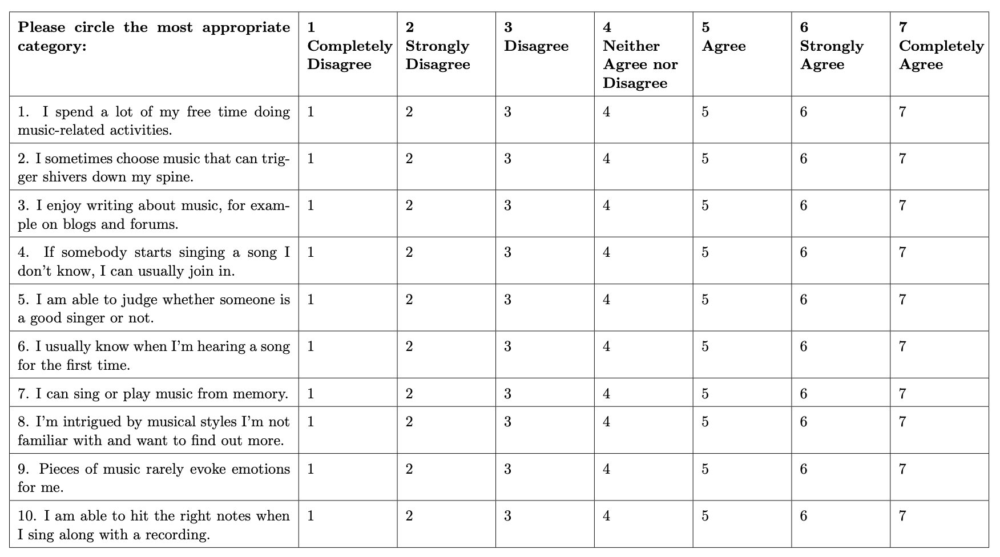 Please circle the most appropriate category: 1 Completely Disagree 2 Strongly Disagree 3 Disagree 4 Neither Agree nor Disagree 5 Agree 6 Strongly Agree 7 Completely Agree
1. I spend a lot of my free time doing music-related activities. 1 2 3 4 5 6 7
2. I sometimes choose music that can trig-
ger shivers down my spine. 1 2 3 4 5 6 7
3. I enjoy writing about music, for exam-
ple on blogs and forums. 1 2 3 4 5 6 7
4. If somebody starts singing a song I
don't know, I can usually join in. 1 2 3 4 5 6 7
5. I am able to judge whether someone is
a good singer or not. 1 2 3 4 5 6 7
6. I usually know when I'm hearing a song
for the first time. 1 2 3 4 5 6 7
7. I can sing or play music from memory. 1 2 3 4 5 6 7
8. I'm intrigued by musical styles I'm not
familiar with and want to find out more. 1 2 3 4 5 6 7
9. Pieces of music rarely evoke emotions
for me. 1 2 3 4 5 6 7
10. I am able to hit the right notes when
I sing along with a recording. 1 2 3 4 5 6 7